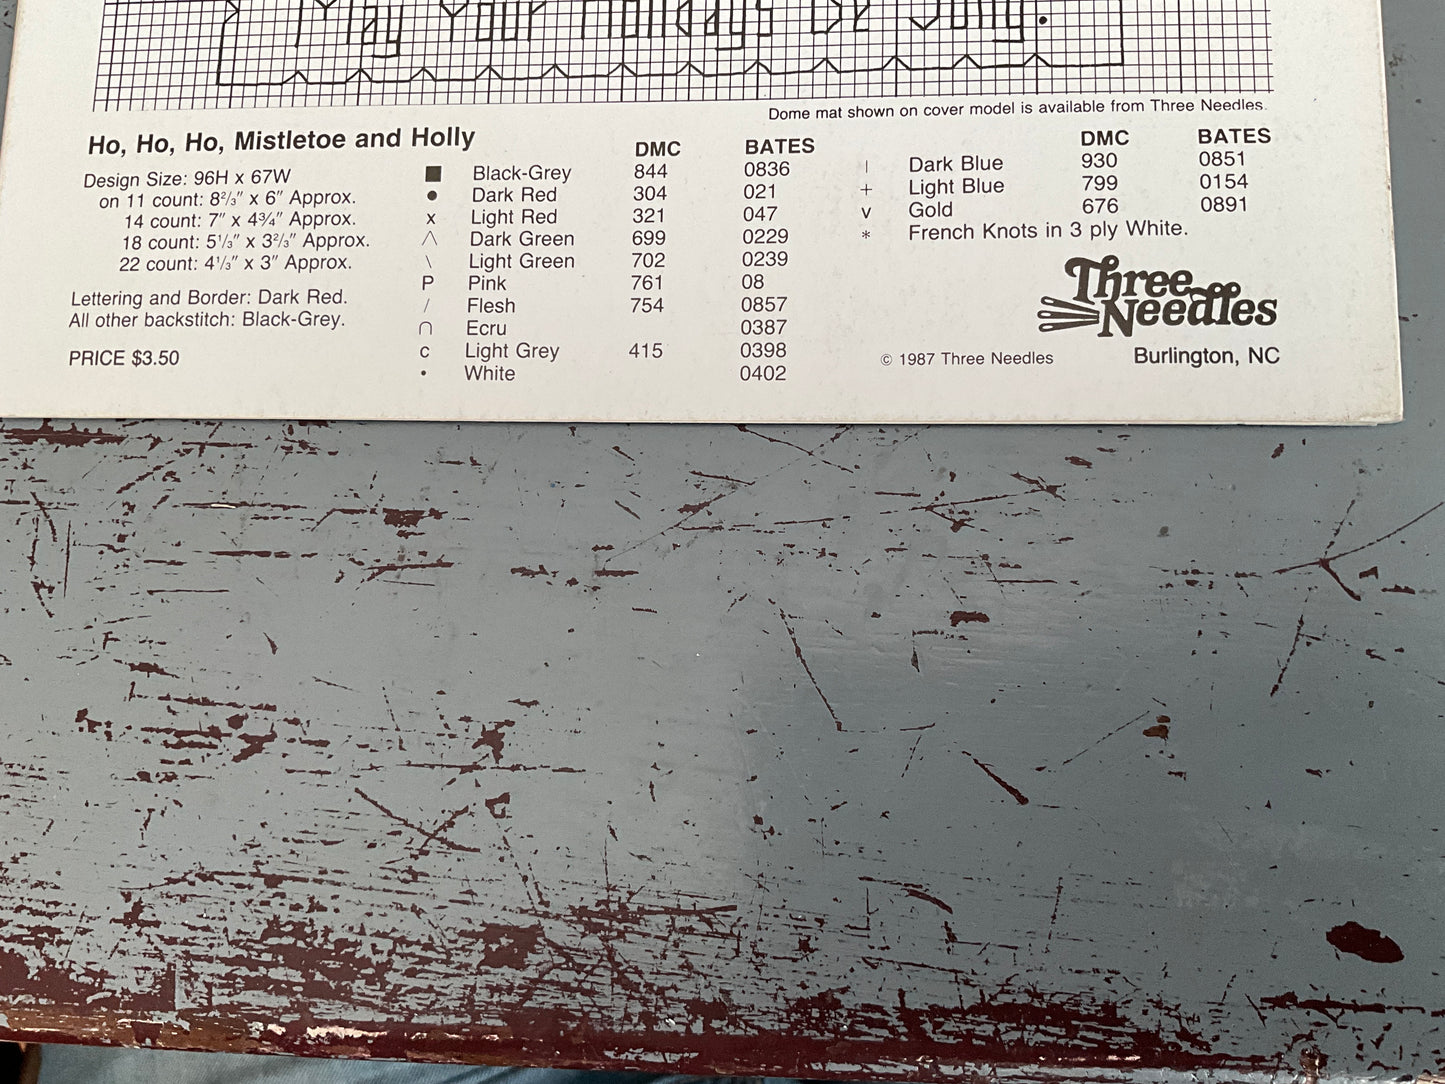 May Your Holidays Be Jolly.
Dome mat shown on cover model is available from Three Needles.
Ho, Ho, Ho, Mistletoe and Holly
Design Size: 96H x 67W
on 11 count: 8⅔" x 6" Approx.
14 count: 7" x 4¾" Approx.
18 count: 5⅓" x 3⅔" Approx.
22 count: 4⅓" x 3" Approx.
Lettering and Border: Dark Red.
All other backstitch: Black-Grey.
PRICE $3.50
DMC BATES
■ Black-Grey 844 0836
● Dark Red 304 021
x Light Red 321 047
⋀ Dark Green 699 0229
\ Light Green 702 0239
P Pink 761 08
/ Flesh 754 0857
∩ Ecru 0387
c Light Grey 415 0398
• White 0402
DMC BATES
| Dark Blue 930 0851
+ Light Blue 799 0154
v Gold 676 0891
* French Knots in 3 ply White.
Three
Needles
© 1987 Three Needles
Burlington, NC